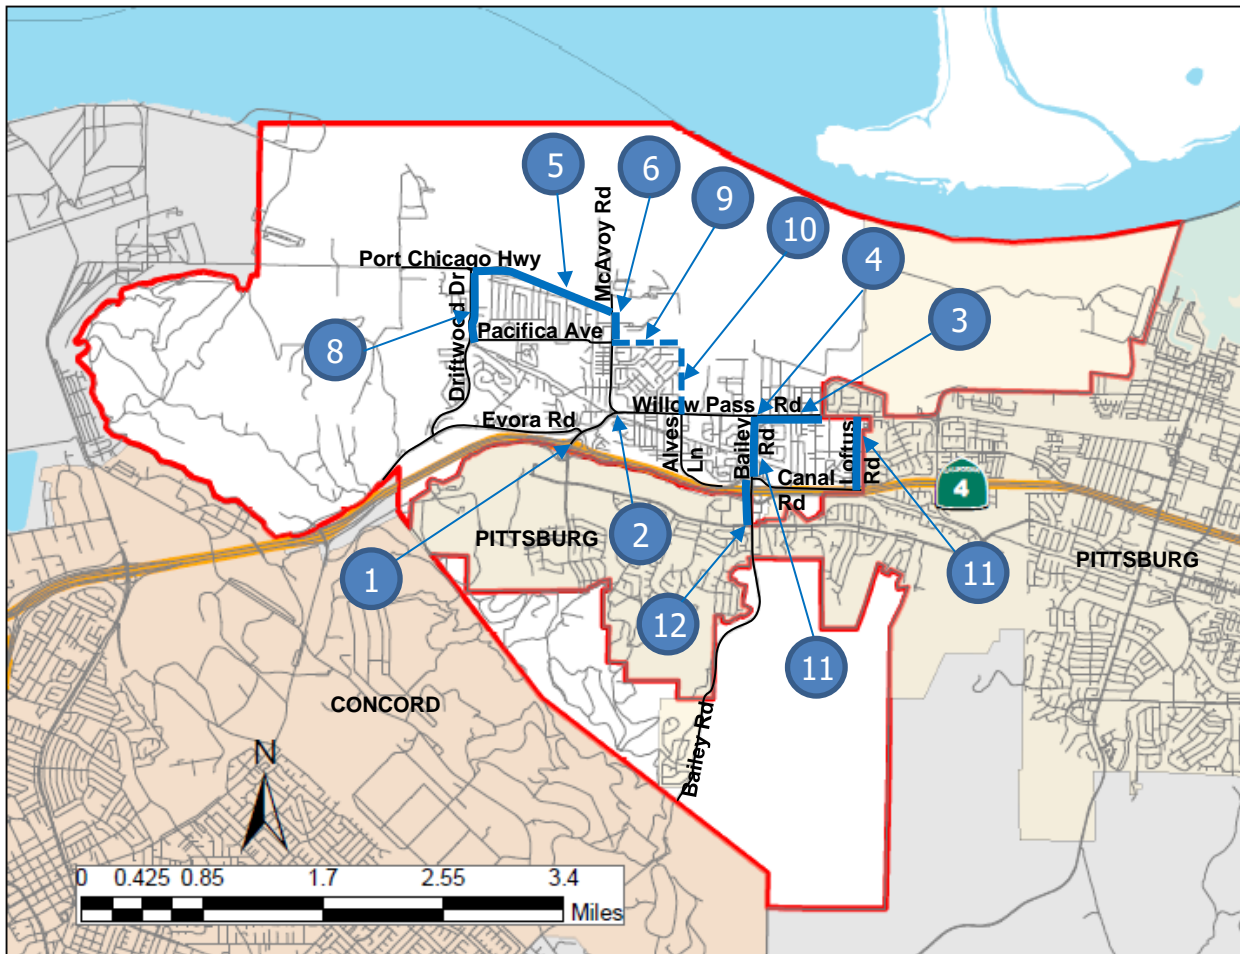 5
6
9
10
4
3
8
McAvoy Rd
Port Chicago Hwy
Driftwood Dr
Pacifica Ave
Willow Pass Rd
Evora Rd
Alves
Ln
Bailey
Rd
Loftus
Rd
Canal
Rd
4
1
2
PITTSBURG
12
11
11
PITTSBURG
CONCORD
Bailey Rd
N
0 0.425 0.85 1.7 2.55 3.4
Miles